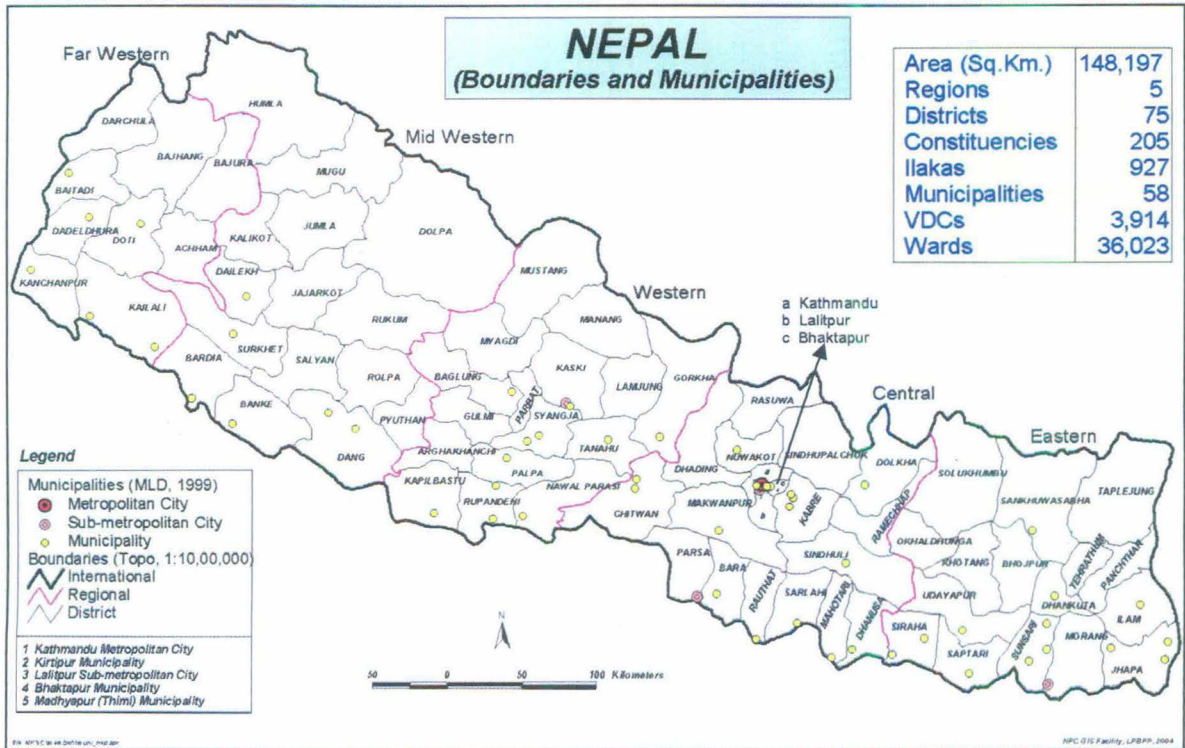 NEPAL
(Boundaries and Municipalities)
Area (Sq.Km.) 148,197
Regions 5
Districts 75
Constituencies 205
Ilakas 927
Municipalities 58
VDCs 3,914
Wards 36,023
Far Western
Mid Western
Western
Central
Eastern
a Kathmandu
b Lalitpur
c Bhaktapur
HUMLA
DARCHULA
BAJHANG
BAJURA
MUGU
BAITADI
DADELDHURA
DOTI
ACHHAM
KALIKOT
JUMLA
DOLPA
KANCHANPUR
KAILALI
DAILEKH
JAJARKOT
RUKUM
MUSTANG
MANANG
MYAGDI
SURKHET
SALYAN
BARDIA
ROLPA
BAGLUNG
KASKI
LAMJUNG
GORKHA
RASUWA
BANKE
PYUTHAN
GULMI
PARBAT
SYANGJA
DANG
ARGHAKHANCHI
TANAHU
DHADING
NUWAKOT
SINDHUPALCHOK
DOLKHA
SOLUKHUMBU
SANKHUWASABHA
TAPLEJUNG
KAPILBASTU
PALPA
RUPANDEHI
NAWAL PARASI
CHITWAN
MAKWANPUR
a
b
c
KABRE
RAMECHHAP
OKHALDHUNGA
KHOTANG
BHOJPUR
TEHRATHUM
PANCHTHAR
PARSA
BARA
RAUTHAT
SARLAHI
SINDHULI
MAHOTARI
DHANUSA
UDAYAPUR
SIRAHA
SAPTARI
SUNSARI
DHANKUTA
MORANG
ILAM
JHAPA
Legend
Municipalities (MLD, 1999)
Metropolitan City
Sub-metropolitan City
Municipality
Boundaries (Topo, 1:10,00,000)
International
Regional
District
1 Kathmandu Metropolitan City
2 Kirtipur Municipality
3 Lalitpur Sub-metropolitan City
4 Bhaktapur Municipality
5 Madhyapur (Thimi) Municipality
N
50 0 50 100 Kilometers
NPC GIS Facility, LPBPP, 2004